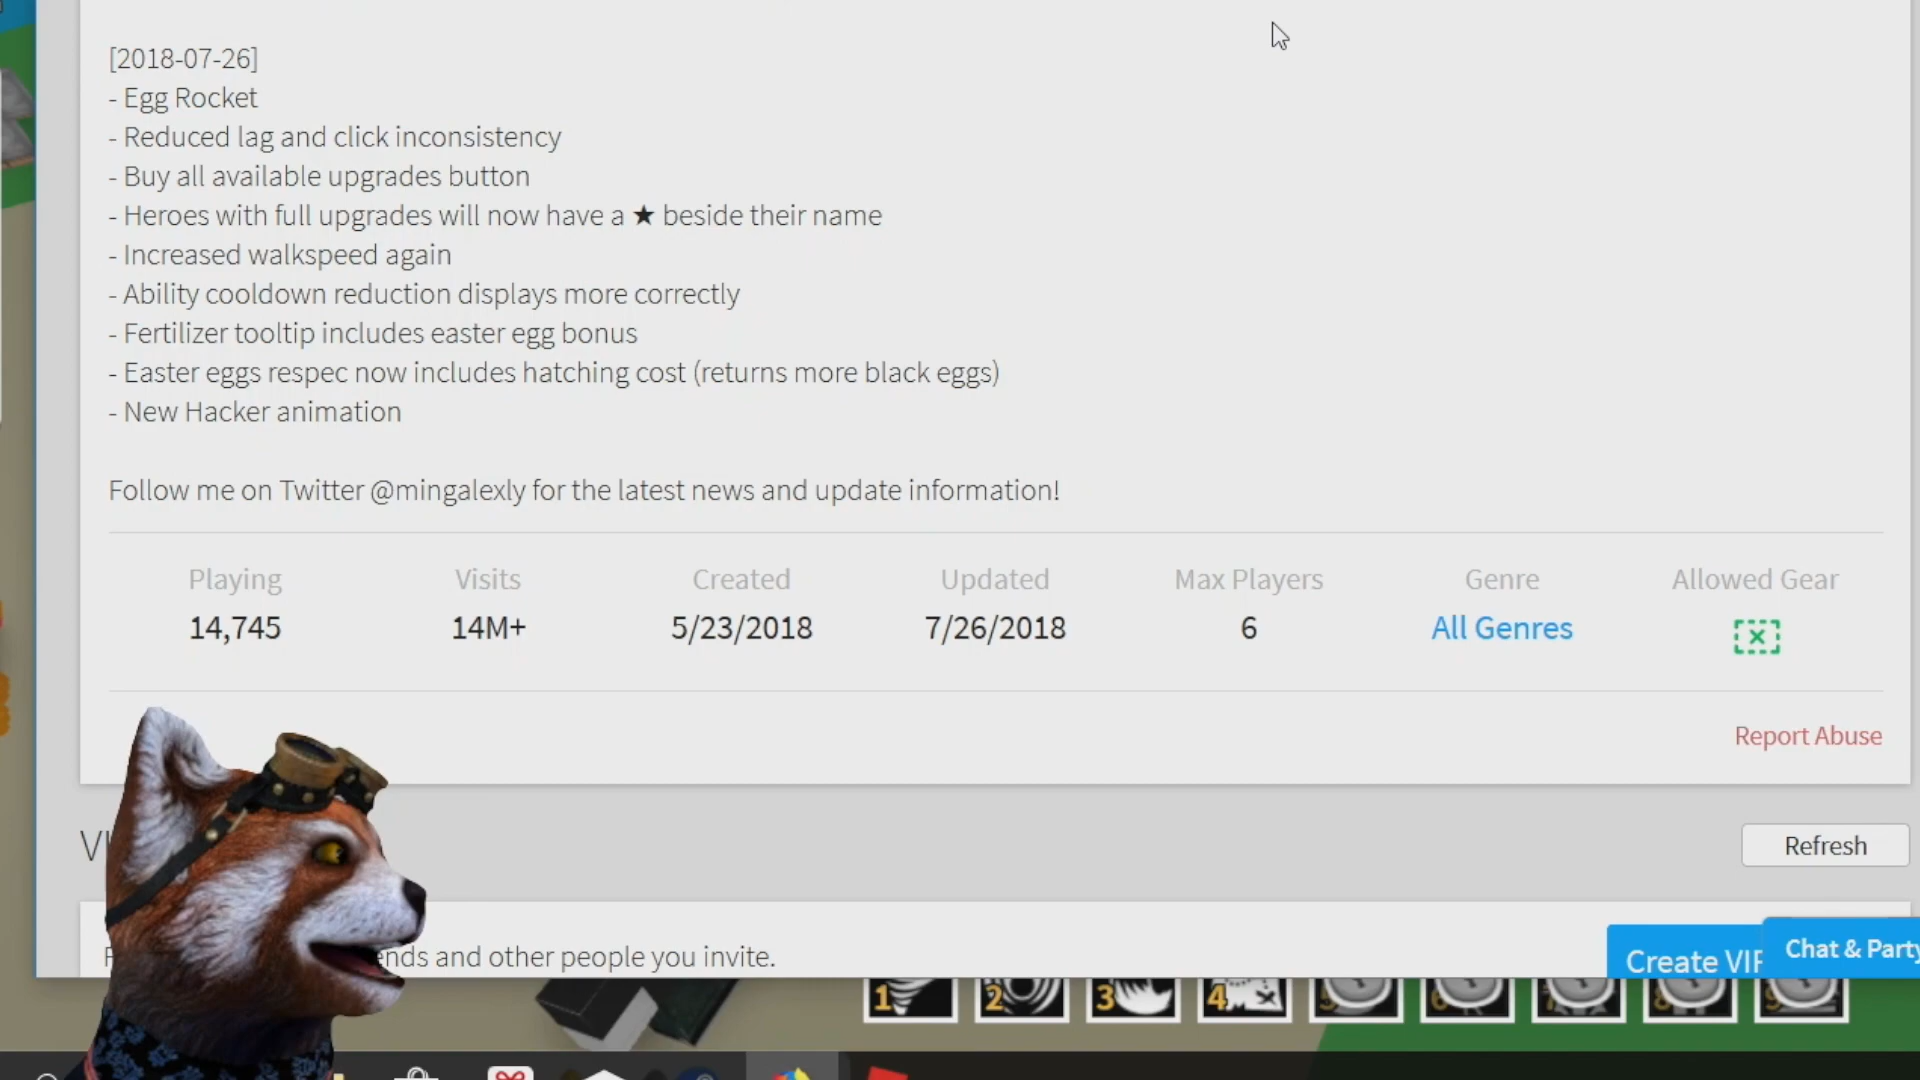 [2018-07-26]
- Egg Rocket
- Reduced lag and click inconsistency
- Buy all available upgrades button
- Heroes with full upgrades will now have a ★ beside their name
- Increased walkspeed again
- Ability cooldown reduction displays more correctly
- Fertilizer tooltip includes easter egg bonus
- Easter eggs respec now includes hatching cost (returns more black eggs)
- New Hacker animation
Follow me on Twitter @mingalexly for the latest news and update information!
Playing Visits Created Updated Max Players Genre Allowed Gear
14,745 14M+ 5/23/2018 7/26/2018 6 All Genres
Report Abuse
Refresh
and other people you invite.
Create VIP Chat & Party
1 2 3 4